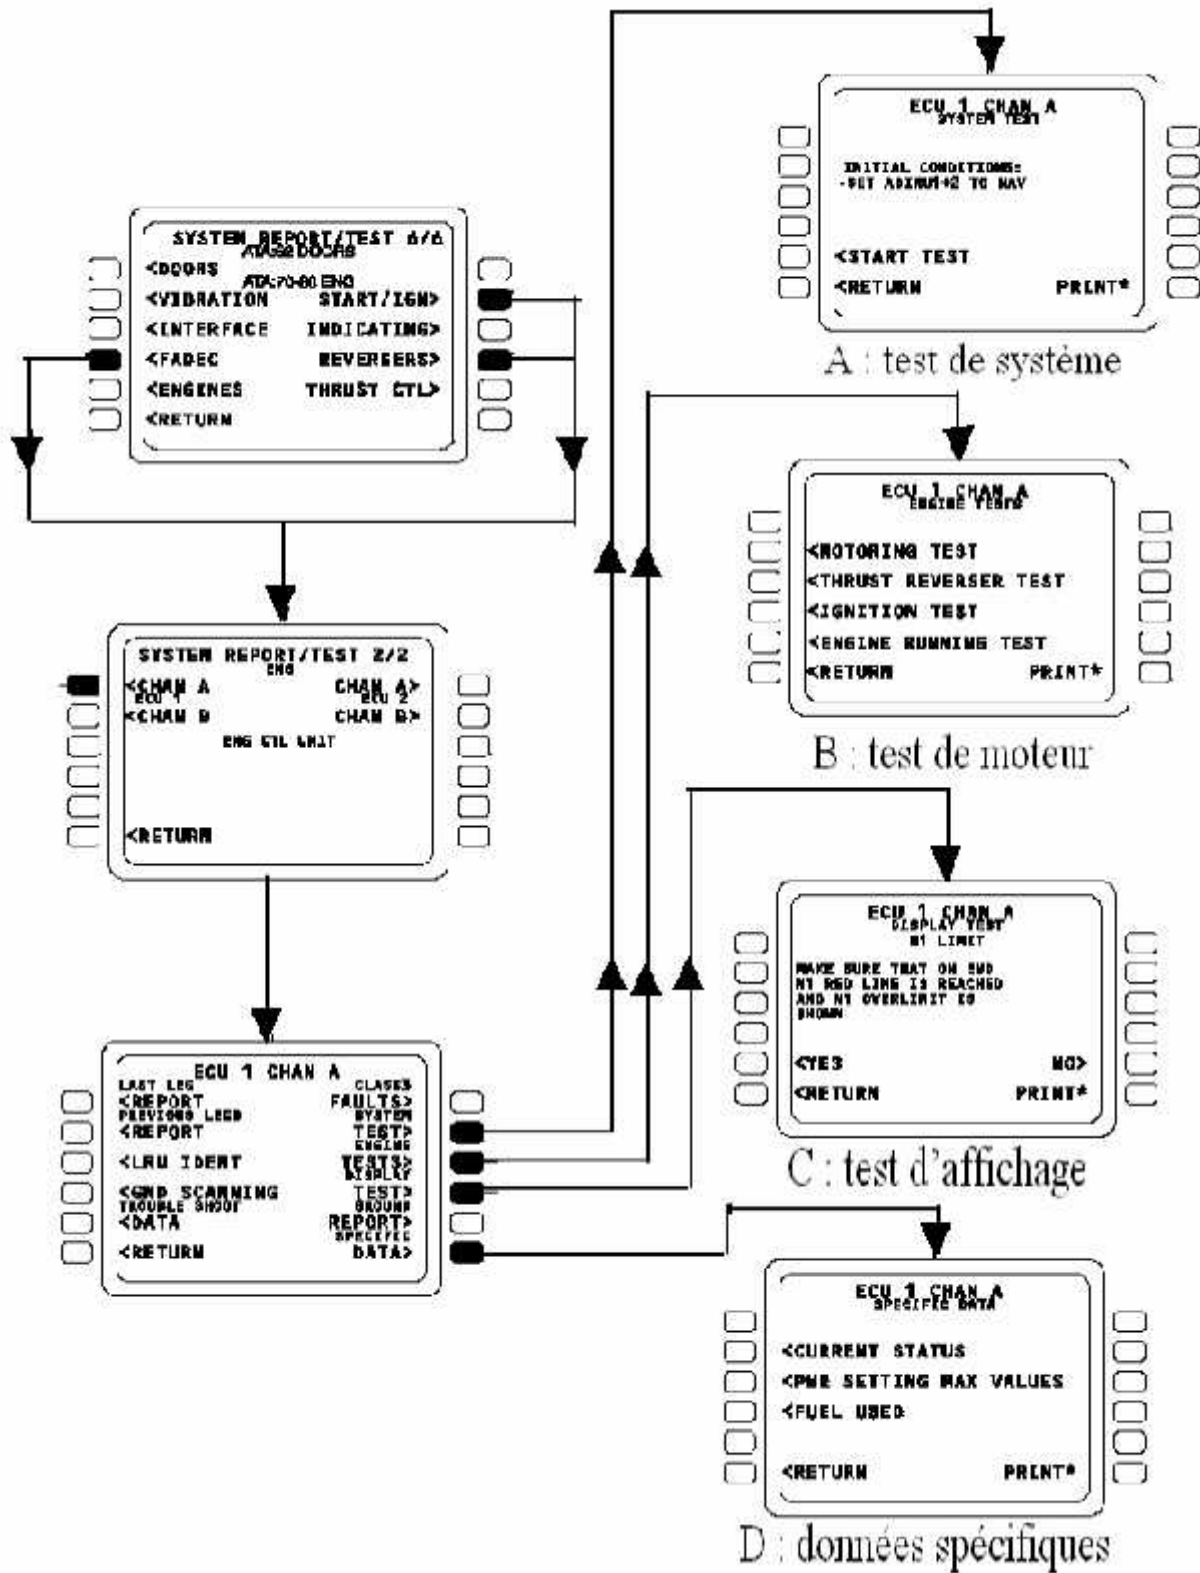 SYSTEM REPORT/TEST 6/6
ATA:52 DOORS
<DOORS
ATA:70-80 ENG
<VIBRATION START/IGN>
<INTERFACE INDICATING>
<FADEC REVERSERS>
<ENGINES THRUST CTL>
<RETURN
SYSTEM REPORT/TEST 2/2
ENG
<CHAN A CHAN A>
ECU 1 ECU 2
<CHAN B CHAN B>
ENG CTL UNIT
<RETURN
ECU 1 CHAN A
LAST LEG CLASS3
<REPORT FAULTS>
PREVIOUS LEGS SYSTEM
<REPORT TEST>
ENGINE
<LRU IDENT TESTS>
DISPLAY
<GND SCANNING TEST>
TROUBLE SHOOT GROUND
<DATA REPORT>
SPECIFIC
<RETURN DATA>
ECU 1 CHAN A
SYSTEM TEST
INITIAL CONDITIONS:
-SET ADIRU1+2 TO NAV
<START TEST
<RETURN PRINT*
A : test de système
ECU 1 CHAN A
ENGINE TESTS
<MOTORING TEST
<THRUST REVERSER TEST
<IGNITION TEST
<ENGINE RUNNING TEST
<RETURN PRINT*
B : test de moteur
ECU 1 CHAN A
DISPLAY TEST
N1 LIMIT
MAKE SURE THAT ON EWD
N1 RED LINE IS REACHED
AND N1 OVERLIMIT IS
SHOWN
<YES NO>
<RETURN PRINT*
C : test d'affichage
ECU 1 CHAN A
SPECIFIC DATA
<CURRENT STATUS
<PWR SETTING MAX VALUES
<FUEL USED
<RETURN PRINT*
D : données spécifiques